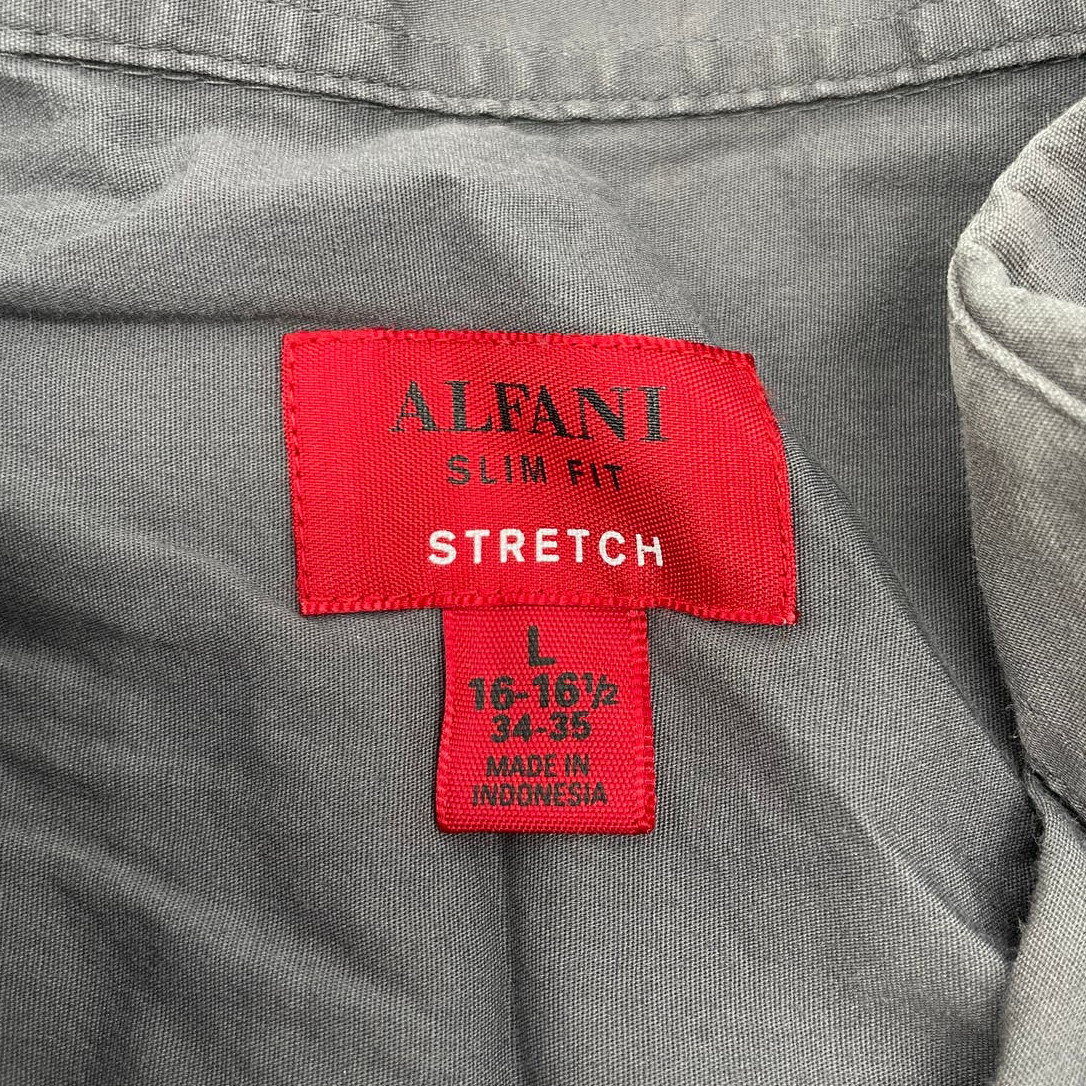 ALFANI
SLIM FIT
STRETCH
L
16-16½
34-35
MADE IN
INDONESIA